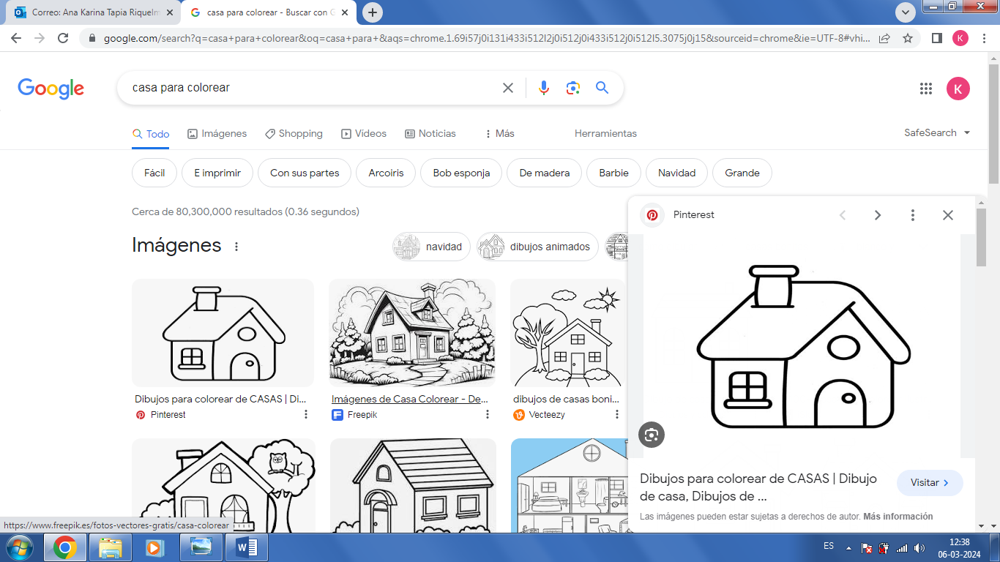 Correo: Ana Karina Tapia Riquelm
casa para colorear - Buscar con G
google.com/search?q=casa+para+colorear&oq=casa+para+&aqs=chrome.1.69i57j0i131i433i512l2j0i512j0i433i512j0i512l5.3075j0j15&sourceid=chrome&ie=UTF-8#vhi...
K
Google
casa para colorear
K
Todo
Imágenes
Shopping
Vídeos
Noticias
Más
Herramientas
SafeSearch
Fácil
E imprimir
Con sus partes
Arcoiris
Bob esponja
De madera
Barbie
Navidad
Grande
Cerca de 80,300,000 resultados (0.36 segundos)
Imágenes
navidad
dibujos animados
Dibujos para colorear de CASAS | Di...
Pinterest
Imágenes de Casa Colorear - De...
Freepik
dibujos de casas boni...
Vecteezy
Pinterest
Dibujos para colorear de CASAS | Dibujo
de casa, Dibujos de ...
Visitar
Las imágenes pueden estar sujetas a derechos de autor. Más información
https://www.freepik.es/fotos-vectores-gratis/casa-colorear
ES
12:38
06-03-2024